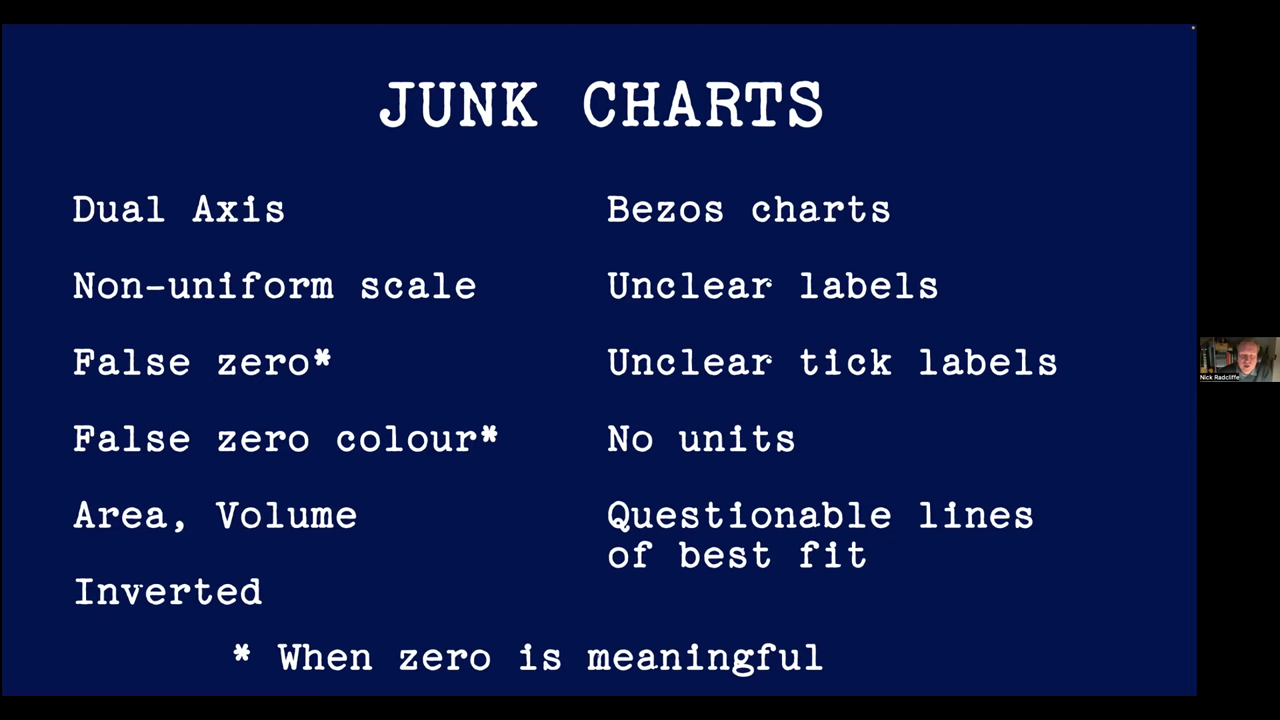 JUNK CHARTS
Dual Axis
Non-uniform scale
False zero*
False zero colour*
Area, Volume
Inverted
Bezos charts
Unclear labels
Unclear tick labels
No units
Questionable lines
of best fit
* When zero is meaningful
Nick Radcliffe